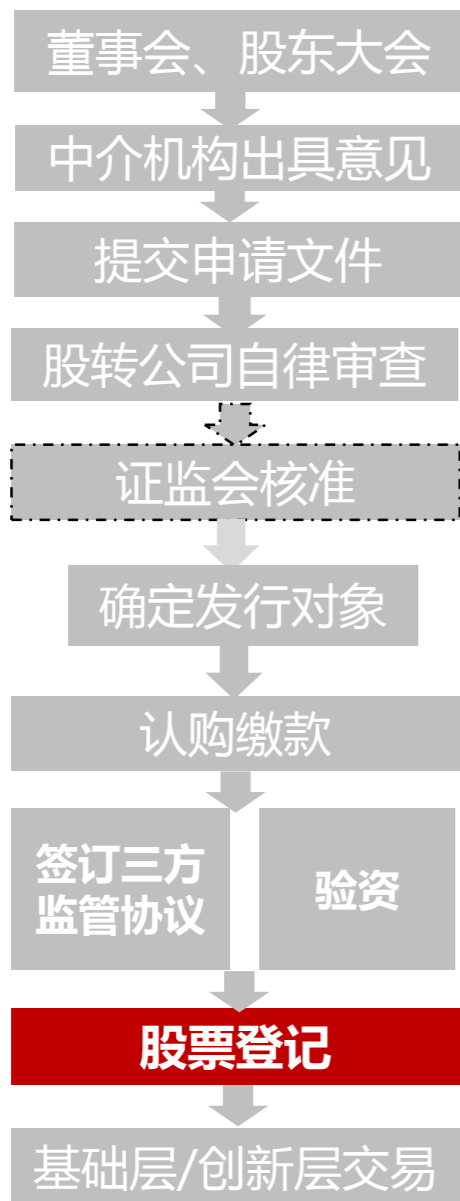 董事会、股东大会
中介机构出具意见
提交申请文件
股转公司自律审查
证监会核准
确定发行对象
认购缴款
签订三方
监管协议
验资
股票登记
基础层/创新层交易